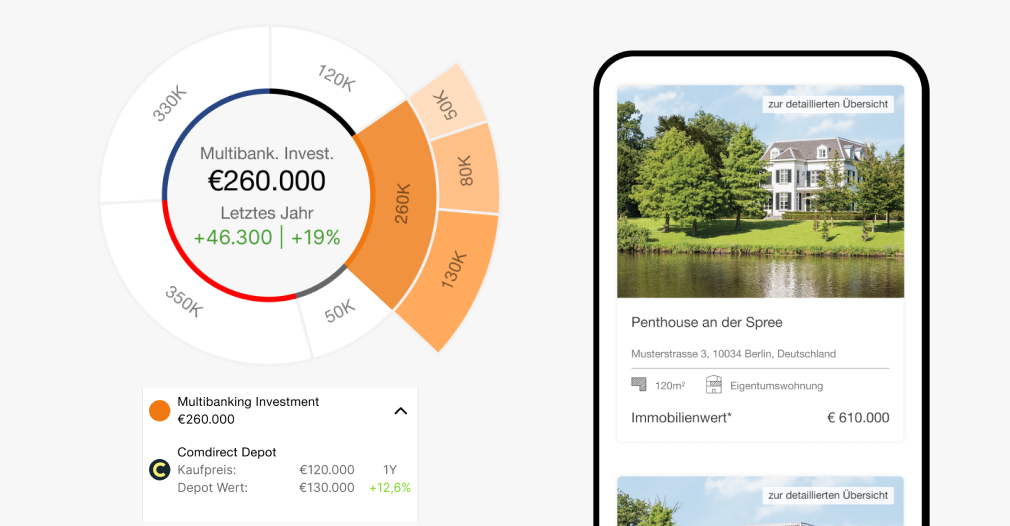 330K
120K
50K
80K
260K
130K
50K
350K
Multibank. Invest.
€260.000
Letztes Jahr
+46.300 | +19%
Multibanking Investment
€260.000
Comdirect Depot
Kaufpreis: €120.000 1Y
Depot Wert: €130.000 +12,6%
zur detaillierten Übersicht
Penthouse an der Spree
Musterstrasse 3, 10034 Berlin, Deutschland
120m² Eigentumswohnung
Immobilienwert* € 610.000
zur detaillierten Übersicht